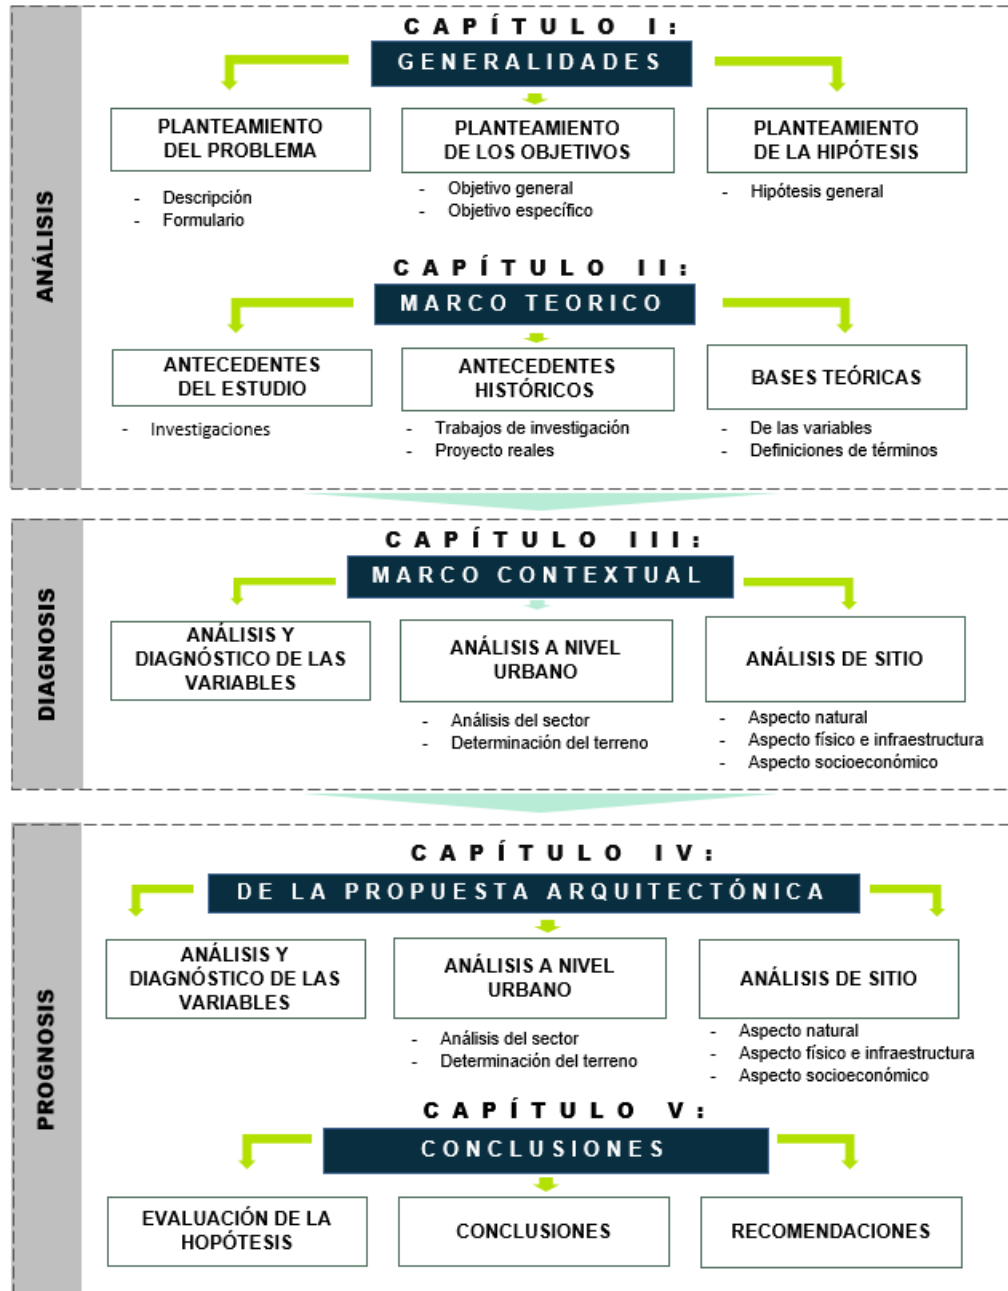 ANÁLISIS
CAPÍTULO I:
GENERALIDADES
PLANTEAMIENTO
DEL PROBLEMA
- Descripción
- Formulario
PLANTEAMIENTO
DE LOS OBJETIVOS
- Objetivo general
- Objetivo específico
PLANTEAMIENTO
DE LA HIPÓTESIS
- Hipótesis general
CAPÍTULO II:
MARCO TEORICO
ANTECEDENTES
DEL ESTUDIO
- Investigaciones
ANTECEDENTES
HISTÓRICOS
- Trabajos de investigación
- Proyecto reales
BASES TEÓRICAS
- De las variables
- Definiciones de términos
DIAGNOSIS
CAPÍTULO III:
MARCO CONTEXTUAL
ANÁLISIS Y
DIAGNÓSTICO DE LAS
VARIABLES
ANÁLISIS A NIVEL
URBANO
- Análisis del sector
- Determinación del terreno
ANÁLISIS DE SITIO
- Aspecto natural
- Aspecto físico e infraestructura
- Aspecto socioeconómico
PROGNOSIS
CAPÍTULO IV:
DE LA PROPUESTA ARQUITECTÓNICA
ANÁLISIS Y
DIAGNÓSTICO DE LAS
VARIABLES
ANÁLISIS A NIVEL
URBANO
- Análisis del sector
- Determinación del terreno
ANÁLISIS DE SITIO
- Aspecto natural
- Aspecto físico e infraestructura
- Aspecto socioeconómico
CAPÍTULO V:
CONCLUSIONES
EVALUACIÓN DE LA
HOPÓTESIS
CONCLUSIONES
RECOMENDACIONES